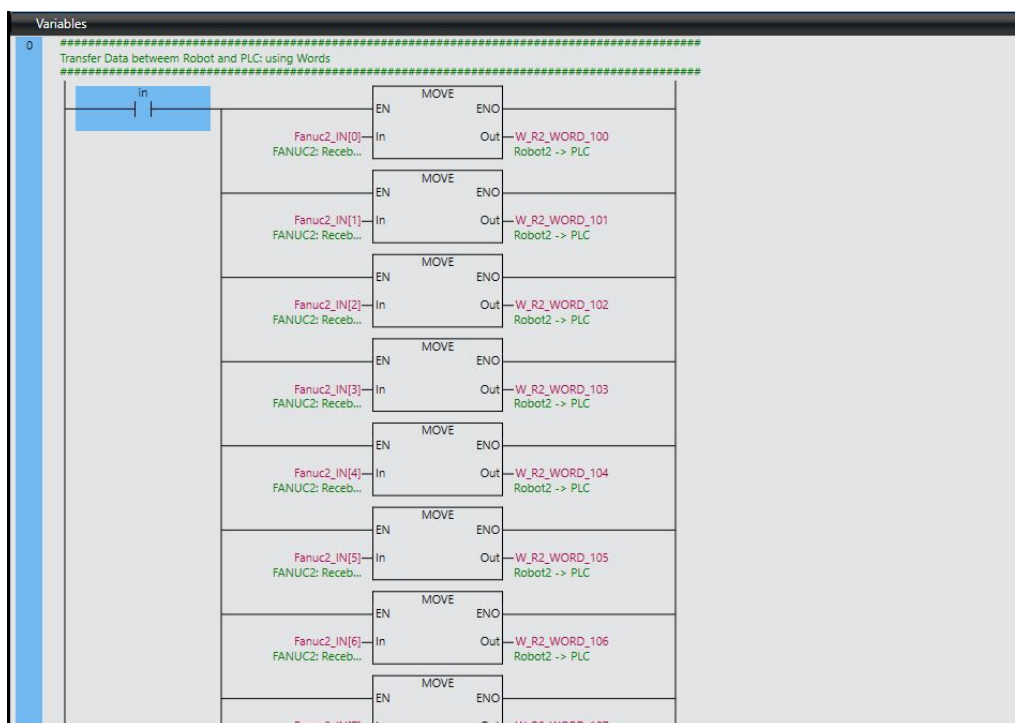 Variables
0
##########################################################################################
Transfer Data betweem Robot and PLC: using Words
##########################################################################################
in
MOVE
EN ENO
Fanuc2_IN[0] In Out W_R2_WORD_100
FANUC2: Receb... Robot2 -> PLC
MOVE
EN ENO
Fanuc2_IN[1] In Out W_R2_WORD_101
FANUC2: Receb... Robot2 -> PLC
MOVE
EN ENO
Fanuc2_IN[2] In Out W_R2_WORD_102
FANUC2: Receb... Robot2 -> PLC
MOVE
EN ENO
Fanuc2_IN[3] In Out W_R2_WORD_103
FANUC2: Receb... Robot2 -> PLC
MOVE
EN ENO
Fanuc2_IN[4] In Out W_R2_WORD_104
FANUC2: Receb... Robot2 -> PLC
MOVE
EN ENO
Fanuc2_IN[5] In Out W_R2_WORD_105
FANUC2: Receb... Robot2 -> PLC
MOVE
EN ENO
Fanuc2_IN[6] In Out W_R2_WORD_106
FANUC2: Receb... Robot2 -> PLC
MOVE
EN ENO